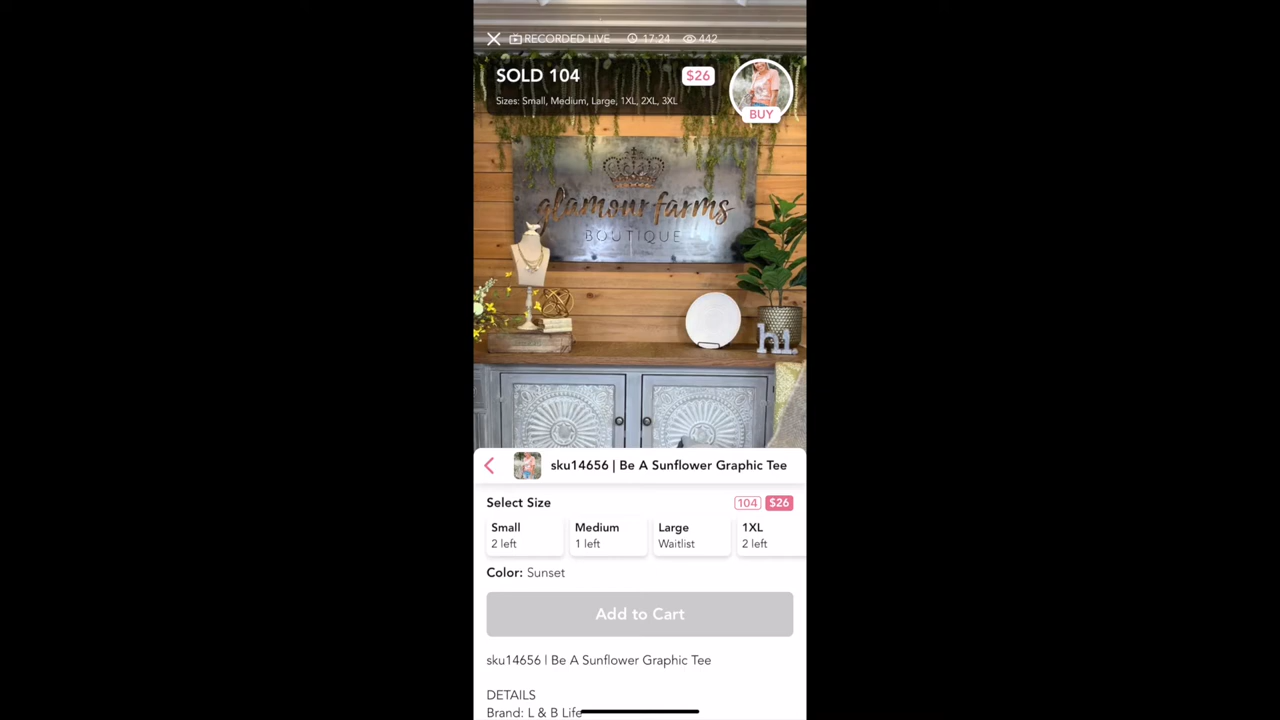 RECORDED LIVE 17:24 442
SOLD 104 $26
Sizes: Small, Medium, Large, 1XL, 2XL, 3XL
BUY
glamour farms
BOUTIQUE
hi.
sku14656 | Be A Sunflower Graphic Tee
Select Size 104 $26
Small Medium Large 1XL
2 left 1 left Waitlist 2 left
Color: Sunset
Add to Cart
sku14656 | Be A Sunflower Graphic Tee
DETAILS
Brand: L & B Life